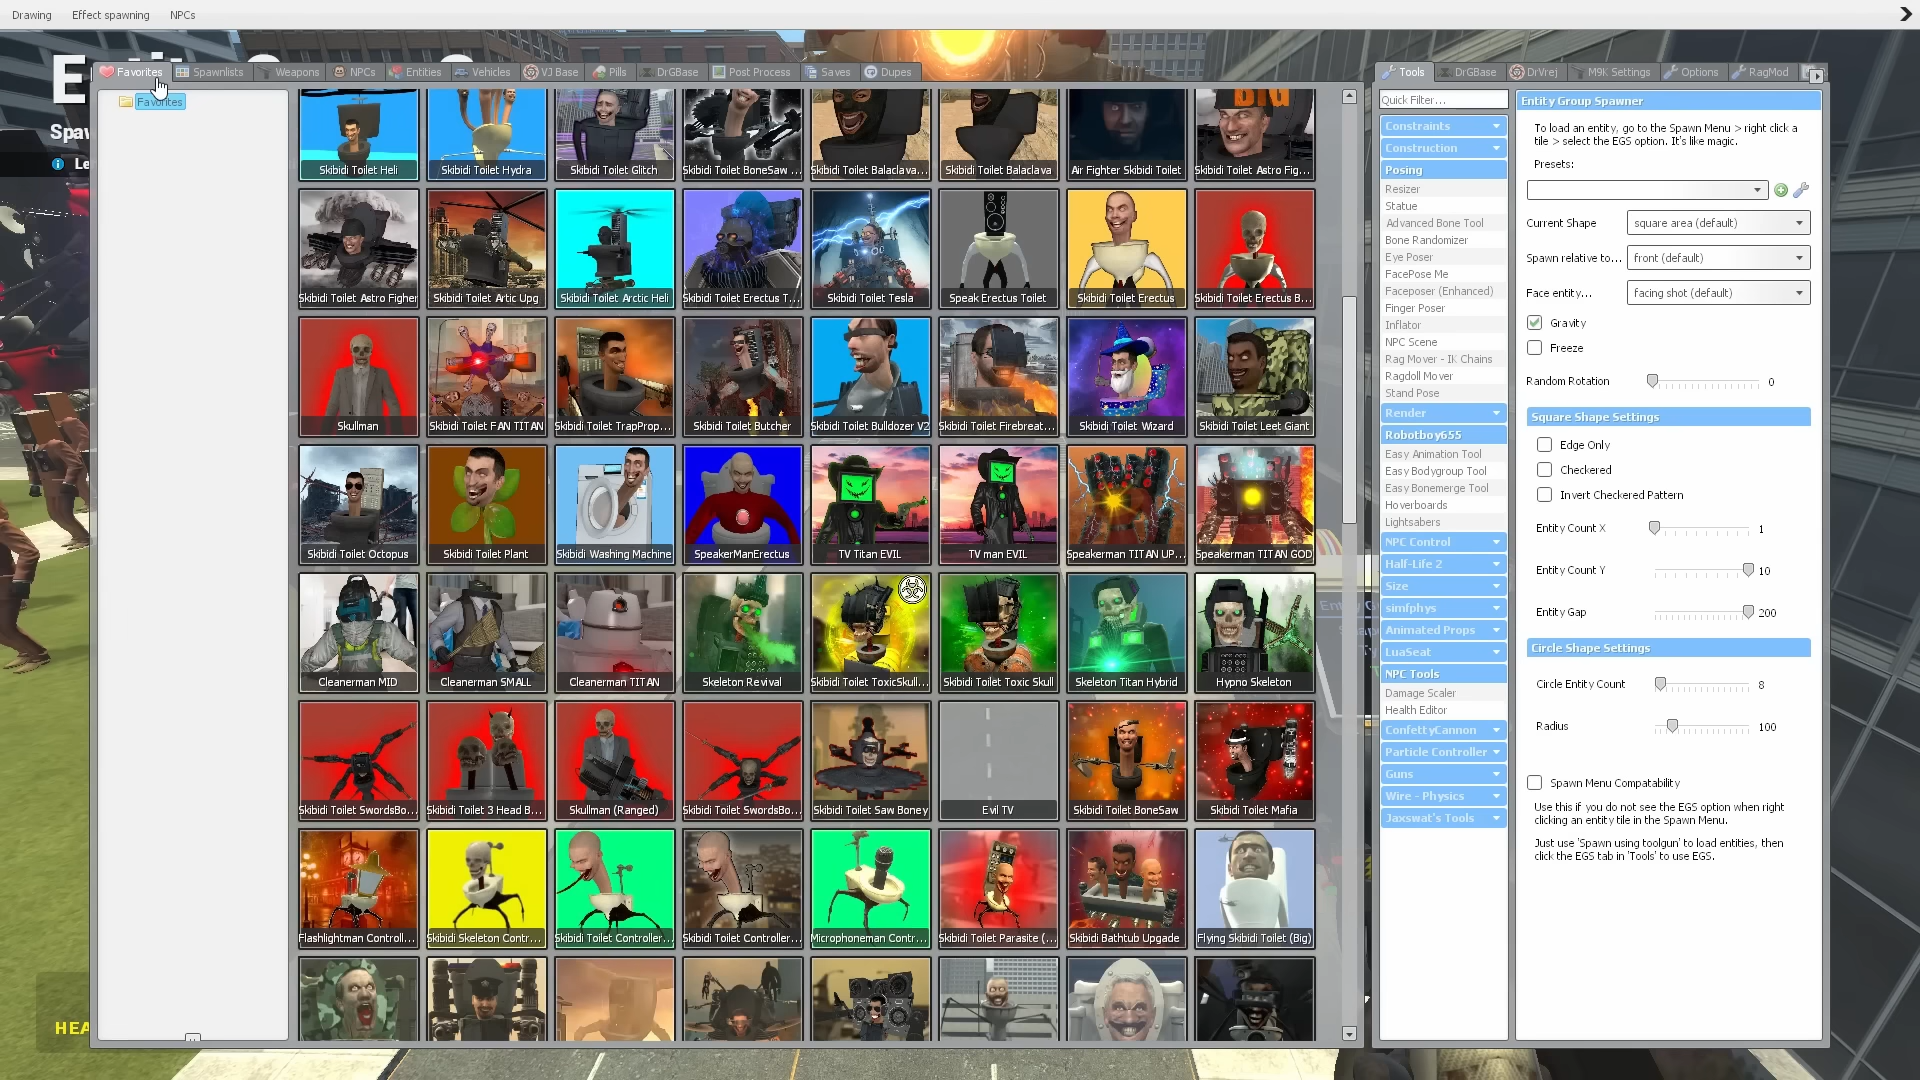 Drawing Effect spawning NPCs
Favorites Spawnlists Weapons NPCs Entities Vehicles VJ Base Pills DrGBase Post Process Saves Dupes
Favorites
Spaw
Le
HEA
BIG
Skibidi Toilet Heli Skibidi Toilet Hydra Skibidi Toilet Glitch Skibidi Toilet BoneSaw ... Skibidi Toilet Balaclava... Skibidi Toilet Balaclava Air Fighter Skibidi Toilet Skibidi Toilet Astro Fig...
Skibidi Toilet Astro Figher Skibidi Toilet Artic Upg Skibidi Toilet Arctic Heli Skibidi Toilet Erectus T... Skibidi Toilet Tesla Speak Erectus Toilet Skibidi Toilet Erectus Skibidi Toilet Erectus B...
Skullman Skibidi Toilet FAN TITAN Skibidi Toilet TrapProp... Skibidi Toilet Butcher Skibidi Toilet Bulldozer V2 Skibidi Toilet Firebreat... Skibidi Toilet Wizard Skibidi Toilet Leet Giant
Skibidi Toilet Octopus Skibidi Toilet Plant Skibidi Washing Machine SpeakerManErectus TV Titan EVIL TV man EVIL Speakerman TITAN UP... Speakerman TITAN GOD
Cleanerman MID Cleanerman SMALL Cleanerman TITAN Skeleton Revival Skibidi Toilet ToxicSkull... Skibidi Toilet Toxic Skull Skeleton Titan Hybrid Hypno Skeleton
Skibidi Toilet SwordsBo... Skibidi Toilet 3 Head B... Skullman (Ranged) Skibidi Toilet SwordsBo... Skibidi Toilet Saw Boney Evil TV Skibidi Toilet BoneSaw Skibidi Toilet Mafia
Flashlightman Controll... Skibidi Skeleton Contr... Skibidi Toilet Controller... Skibidi Toilet Controller... Microphoneman Contr... Skibidi Toilet Parasite (... Skibidi Bathtub Upgade Flying Skibidi Toilet (Big)
Tools DrGBase DrVrej M9K Settings Options RagMod
Quick Filter...
Constraints
Construction
Posing
Resizer
Statue
Advanced Bone Tool
Bone Randomizer
Eye Poser
FacePose Me
Faceposer (Enhanced)
Finger Poser
Inflator
NPC Scene
Rag Mover - IK Chains
Ragdoll Mover
Stand Pose
Render
Robotboy655
Easy Animation Tool
Easy Bodygroup Tool
Easy Bonemerge Tool
Hoverboards
Lightsabers
NPC Control
Half-Life 2
Size
simfphys
Animated Props
LuaSeat
NPC Tools
Damage Scaler
Health Editor
ConfettyCannon
Particle Controller
Guns
Wire - Physics
Jaxswat's Tools
Entity Group Spawner
To load an entity, go to the Spawn Menu > right click a
tile > select the EGS option. It's like magic.
Presets:
Current Shape square area (default)
Spawn relative to... front (default)
Face entity... facing shot (default)
Gravity
Freeze
Random Rotation 0
Square Shape Settings
Edge Only
Checkered
Invert Checkered Pattern
Entity Count X 1
Entity Count Y 10
Entity Gap 200
Circle Shape Settings
Circle Entity Count 8
Radius 100
Spawn Menu Compatability
Use this if you do not see the EGS option when right
clicking an entity tile in the Spawn Menu.
Just use 'Spawn using toolgun' to load entities, then
click the EGS tab in 'Tools' to use EGS.